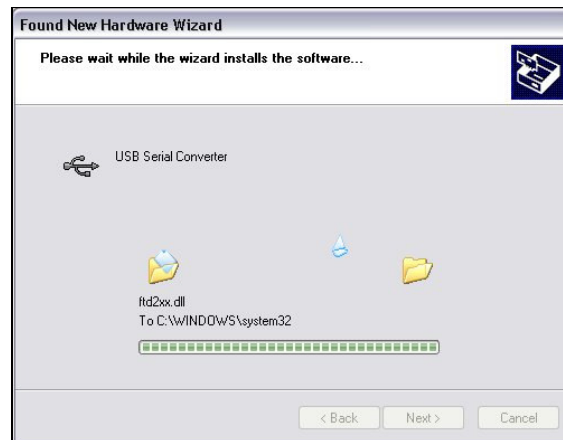 Found New Hardware Wizard
Please wait while the wizard installs the software...
USB Serial Converter
ftd2xx.dll
To C:\WINDOWS\system32
< Back Next > Cancel